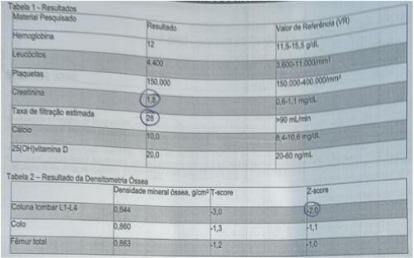 Tabela 1 - Resultados
Material Pesquisado Resultado Valor de Referência (VR)
Hemoglobina 12 11,5-15,5 g/dL
Leucócitos 4.400 3.600-11.000/mm³
Plaquetas 150.000 150.000-400.000/mm³
Creatinina 1,8 0,6-1,1 mg/dL
Taxa de filtração estimada 28 >90 mL/min
Cálcio 10,0 8,4-10,6 mg/dL
25(OH)vitamina D 20,0 20-60 ng/mL
Tabela 2 - Resultado da Densitometria Óssea
Densidade mineral óssea, g/cm² T-score Z-score
Coluna lombar L1-L4 0,844 -3,0 -2,0
Colo 0,860 -1,3 -1,1
Fêmur total 0,863 -1,2 -1,0